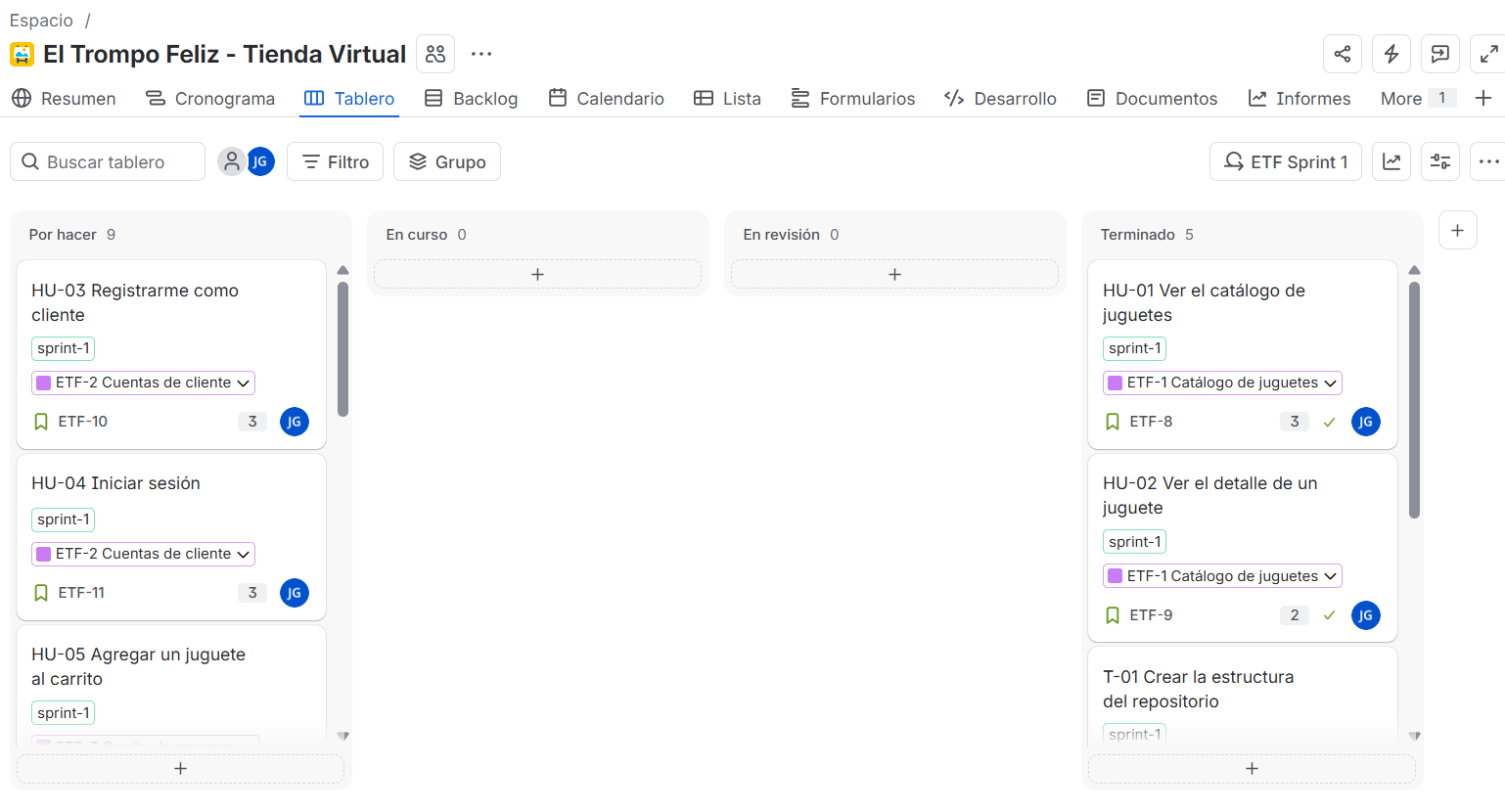 Espacio /
El Trompo Feliz - Tienda Virtual
Resumen Cronograma Tablero Backlog Calendario Lista Formularios Desarrollo Documentos Informes More 1
Buscar tablero JG Filtro Grupo ETF Sprint 1
Por hacer 9
HU-03 Registrarme como
cliente
sprint-1
ETF-2 Cuentas de cliente
ETF-10 3 JG
HU-04 Iniciar sesión
sprint-1
ETF-2 Cuentas de cliente
ETF-11 3 JG
HU-05 Agregar un juguete
al carrito
sprint-1
En curso 0
En revisión 0
Terminado 5
HU-01 Ver el catálogo de
juguetes
sprint-1
ETF-1 Catálogo de juguetes
ETF-8 3 JG
HU-02 Ver el detalle de un
juguete
sprint-1
ETF-1 Catálogo de juguetes
ETF-9 2 JG
T-01 Crear la estructura
del repositorio
sprint-1